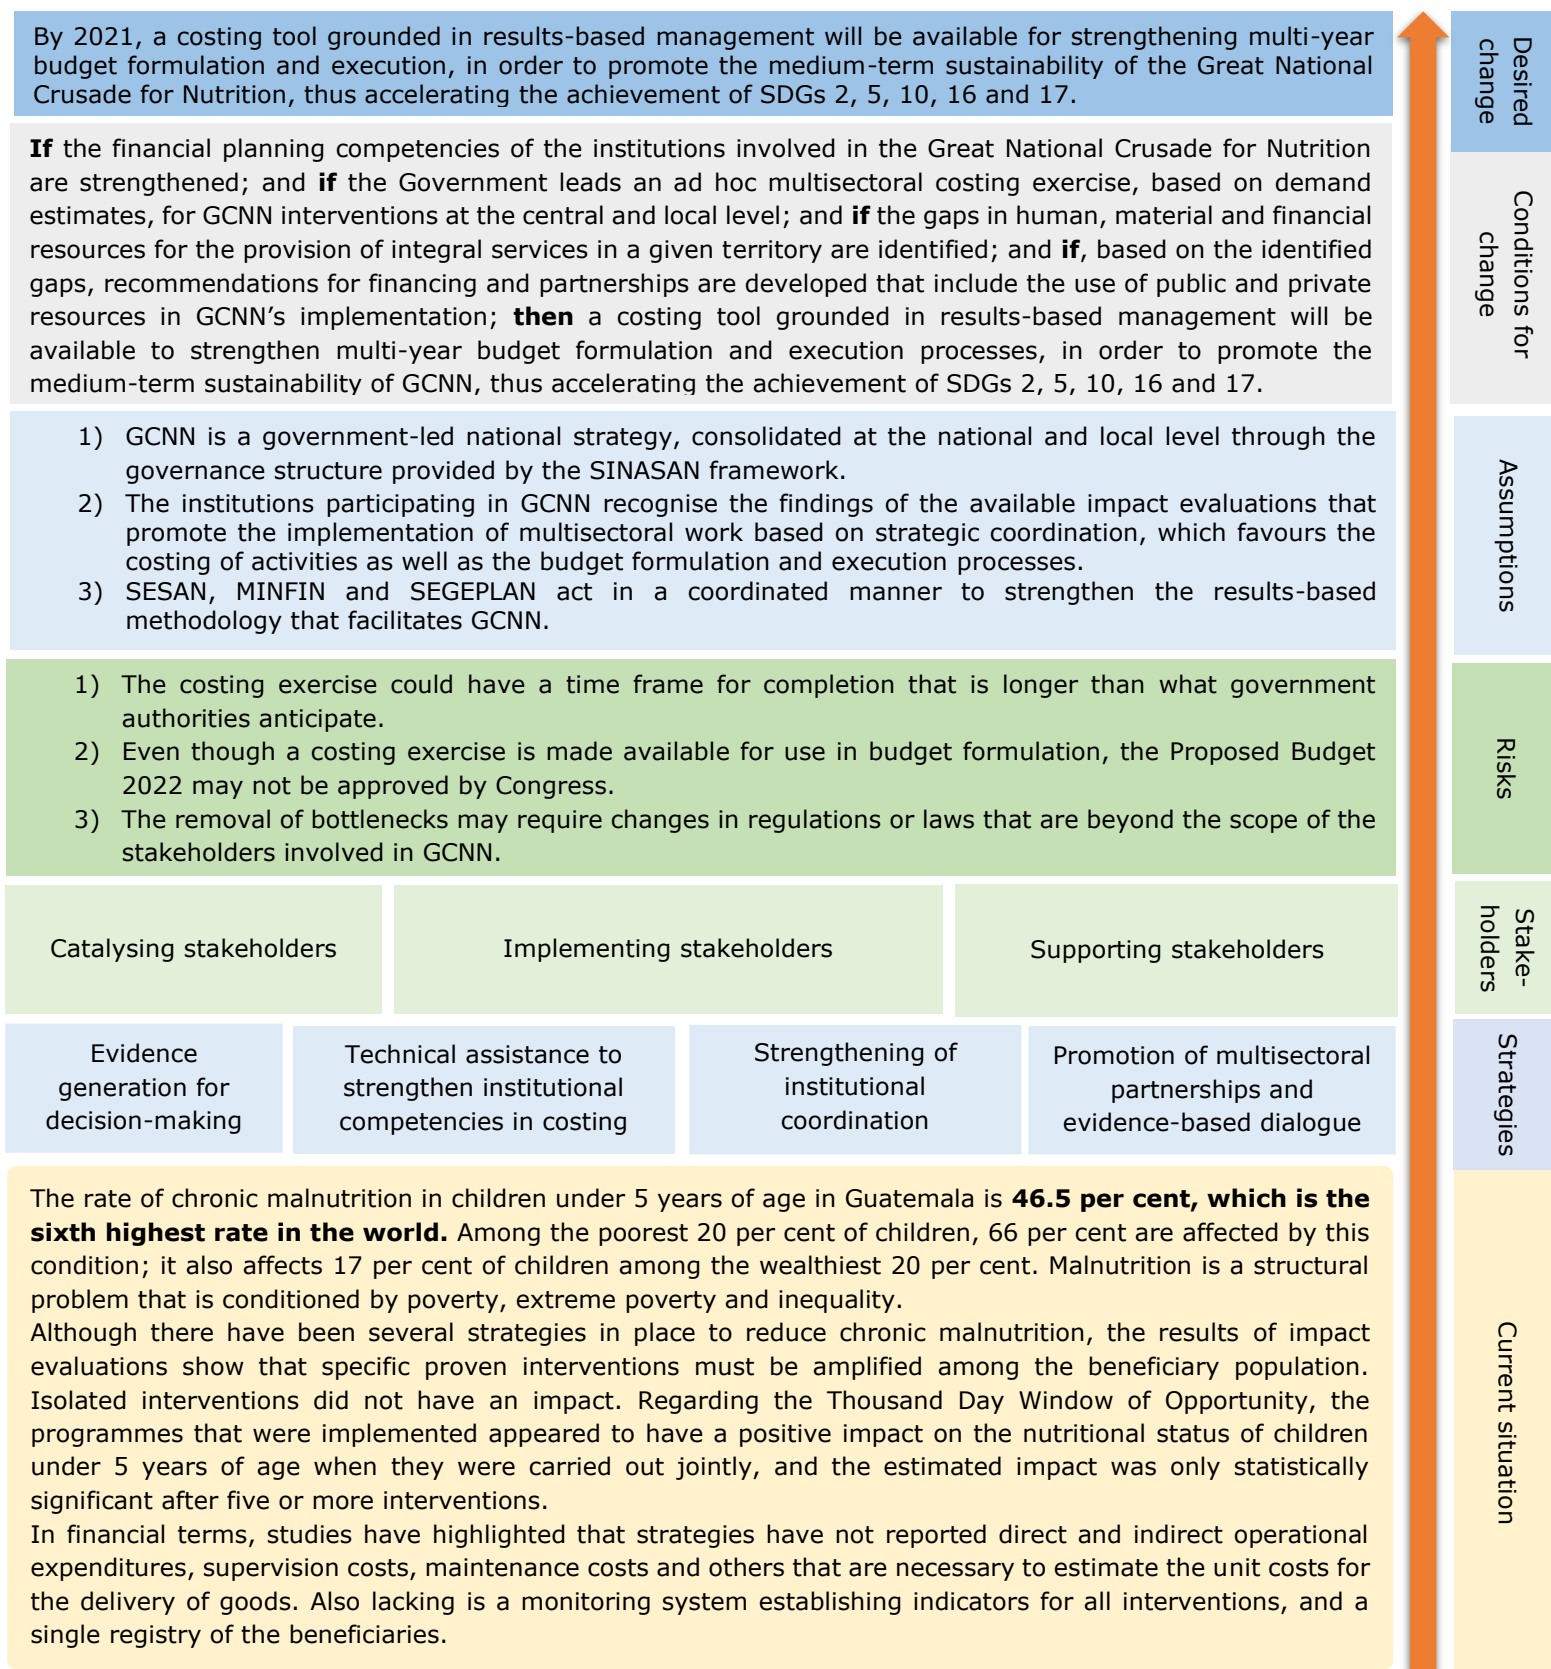 By 2021, a costing tool grounded in results-based management will be available for strengthening multi-year
budget formulation and execution, in order to promote the medium-term sustainability of the Great National
Crusade for Nutrition, thus accelerating the achievement of SDGs 2, 5, 10, 16 and 17.
Desired
change
If the financial planning competencies of the institutions involved in the Great National Crusade for Nutrition
are strengthened; and if the Government leads an ad hoc multisectoral costing exercise, based on demand
estimates, for GCNN interventions at the central and local level; and if the gaps in human, material and financial
resources for the provision of integral services in a given territory are identified; and if, based on the identified
gaps, recommendations for financing and partnerships are developed that include the use of public and private
resources in GCNN’s implementation; then a costing tool grounded in results-based management will be
available to strengthen multi-year budget formulation and execution processes, in order to promote the
medium-term sustainability of GCNN, thus accelerating the achievement of SDGs 2, 5, 10, 16 and 17.
Conditions for
change
1) GCNN is a government-led national strategy, consolidated at the national and local level through the
governance structure provided by the SINASAN framework.
2) The institutions participating in GCNN recognise the findings of the available impact evaluations that
promote the implementation of multisectoral work based on strategic coordination, which favours the
costing of activities as well as the budget formulation and execution processes.
3) SESAN, MINFIN and SEGEPLAN act in a coordinated manner to strengthen the results-based
methodology that facilitates GCNN.
Assumptions
1) The costing exercise could have a time frame for completion that is longer than what government
authorities anticipate.
2) Even though a costing exercise is made available for use in budget formulation, the Proposed Budget
2022 may not be approved by Congress.
3) The removal of bottlenecks may require changes in regulations or laws that are beyond the scope of the
stakeholders involved in GCNN.
Risks
Catalysing stakeholders
Implementing stakeholders
Supporting stakeholders
Stake-
holders
Evidence
generation for
decision-making
Technical assistance to
strengthen institutional
competencies in costing
Strengthening of
institutional
coordination
Promotion of multisectoral
partnerships and
evidence-based dialogue
Strategies
The rate of chronic malnutrition in children under 5 years of age in Guatemala is 46.5 per cent, which is the
sixth highest rate in the world. Among the poorest 20 per cent of children, 66 per cent are affected by this
condition; it also affects 17 per cent of children among the wealthiest 20 per cent. Malnutrition is a structural
problem that is conditioned by poverty, extreme poverty and inequality.
Although there have been several strategies in place to reduce chronic malnutrition, the results of impact
evaluations show that specific proven interventions must be amplified among the beneficiary population.
Isolated interventions did not have an impact. Regarding the Thousand Day Window of Opportunity, the
programmes that were implemented appeared to have a positive impact on the nutritional status of children
under 5 years of age when they were carried out jointly, and the estimated impact was only statistically
significant after five or more interventions.
In financial terms, studies have highlighted that strategies have not reported direct and indirect operational
expenditures, supervision costs, maintenance costs and others that are necessary to estimate the unit costs for
the delivery of goods. Also lacking is a monitoring system establishing indicators for all interventions, and a
single registry of the beneficiaries.
Current situation